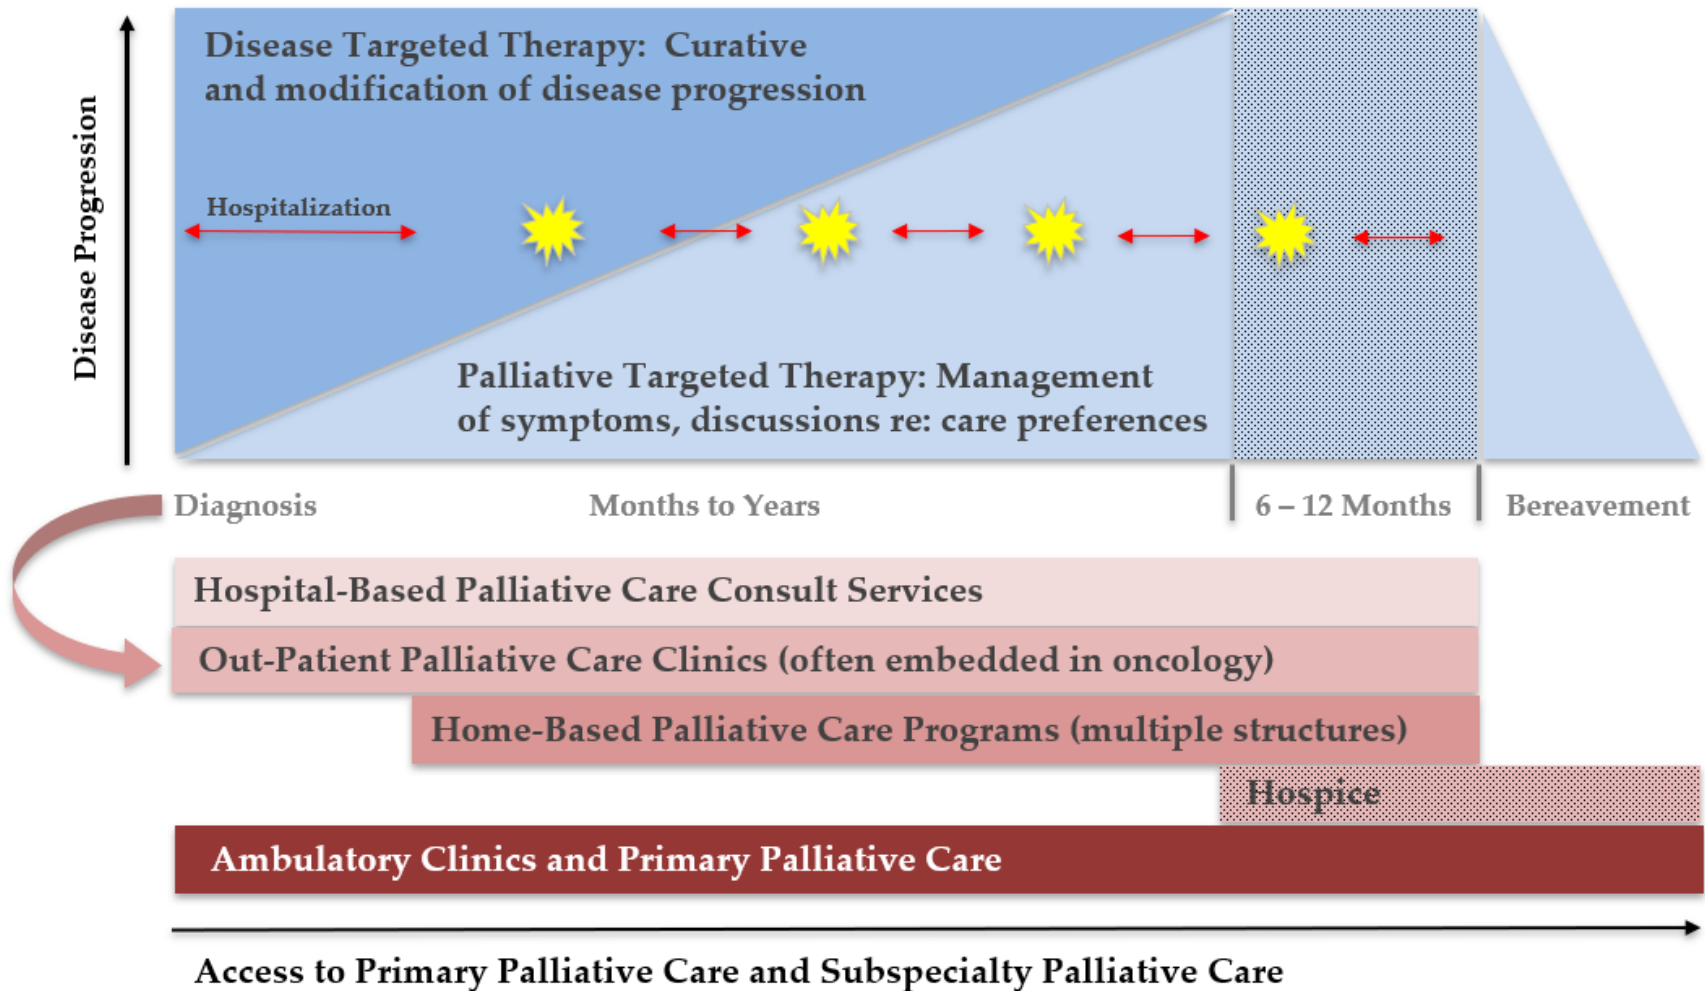 Disease Targeted Therapy: Curative
and modification of disease progression
Disease Progression
Hospitalization
Palliative Targeted Therapy: Management
of symptoms, discussions re: care preferences
Diagnosis
Months to Years
6 – 12 Months
Bereavement
Hospital-Based Palliative Care Consult Services
Out-Patient Palliative Care Clinics (often embedded in oncology)
Home-Based Palliative Care Programs (multiple structures)
Hospice
Ambulatory Clinics and Primary Palliative Care
Access to Primary Palliative Care and Subspecialty Palliative Care